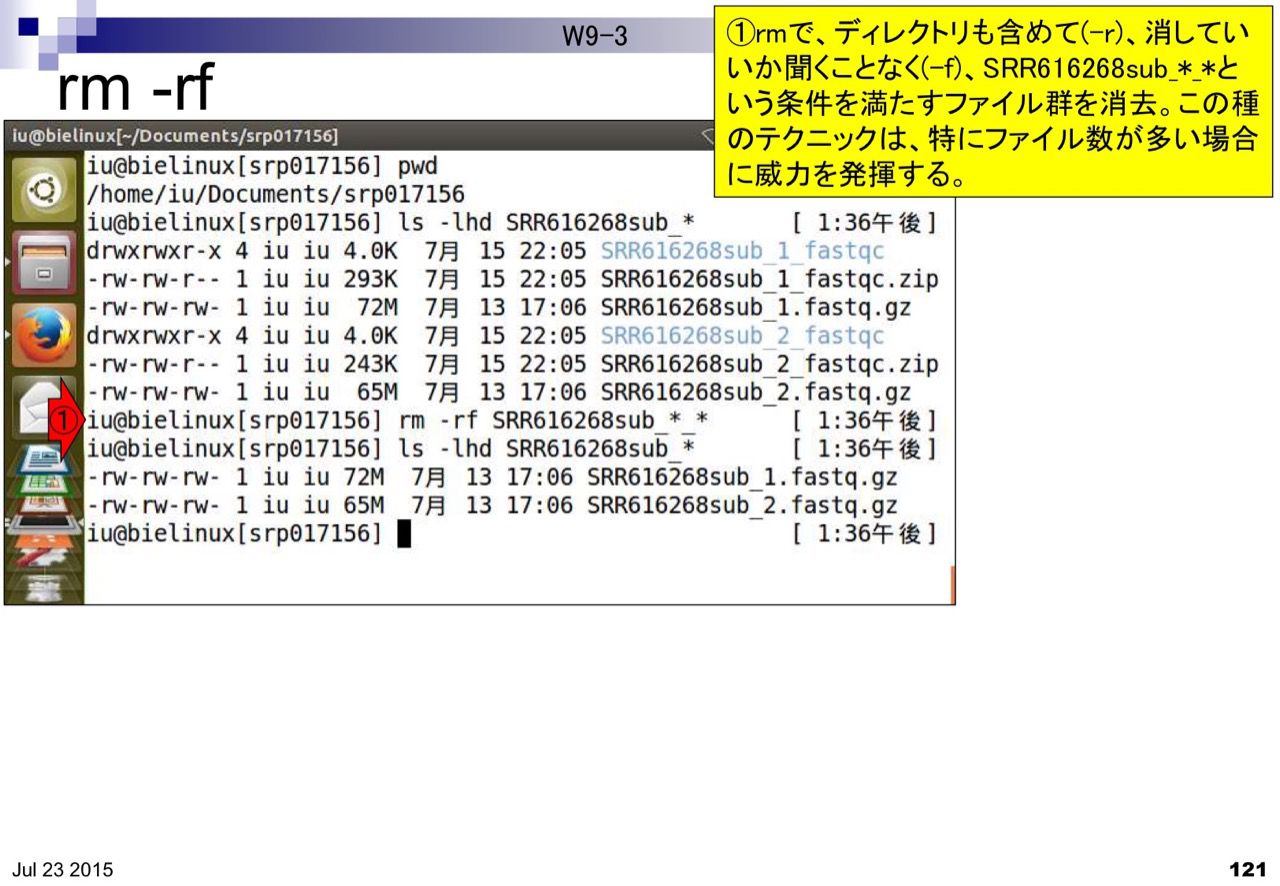 W9-3
rm -rf
①rmで、ディレクトリも含めて(-r)、消してい
いか聞くことなく(-f)、SRR616268sub_*_*と
いう条件を満たすファイル群を消去。この種
のテクニックは、特にファイル数が多い場合
に威力を発揮する。
iu@bielinux[~/Documents/srp017156]
iu@bielinux[srp017156] pwd
/home/iu/Documents/srp017156
iu@bielinux[srp017156] ls -lhd SRR616268sub_* [ 1:36午後]
drwxrwxr-x 4 iu iu 4.0K 7月 15 22:05 SRR616268sub_1_fastqc
-rw-rw-r-- 1 iu iu 293K 7月 15 22:05 SRR616268sub_1_fastqc.zip
-rw-rw-rw- 1 iu iu 72M 7月 13 17:06 SRR616268sub_1.fastq.gz
drwxrwxr-x 4 iu iu 4.0K 7月 15 22:05 SRR616268sub_2_fastqc
-rw-rw-r-- 1 iu iu 243K 7月 15 22:05 SRR616268sub_2_fastqc.zip
-rw-rw-rw- 1 iu iu 65M 7月 13 17:06 SRR616268sub_2.fastq.gz
①
iu@bielinux[srp017156] rm -rf SRR616268sub_*_* [ 1:36午後]
iu@bielinux[srp017156] ls -lhd SRR616268sub_* [ 1:36午後]
-rw-rw-rw- 1 iu iu 72M 7月 13 17:06 SRR616268sub_1.fastq.gz
-rw-rw-rw- 1 iu iu 65M 7月 13 17:06 SRR616268sub_2.fastq.gz
iu@bielinux[srp017156] [ 1:36午後]
Jul 23 2015
121